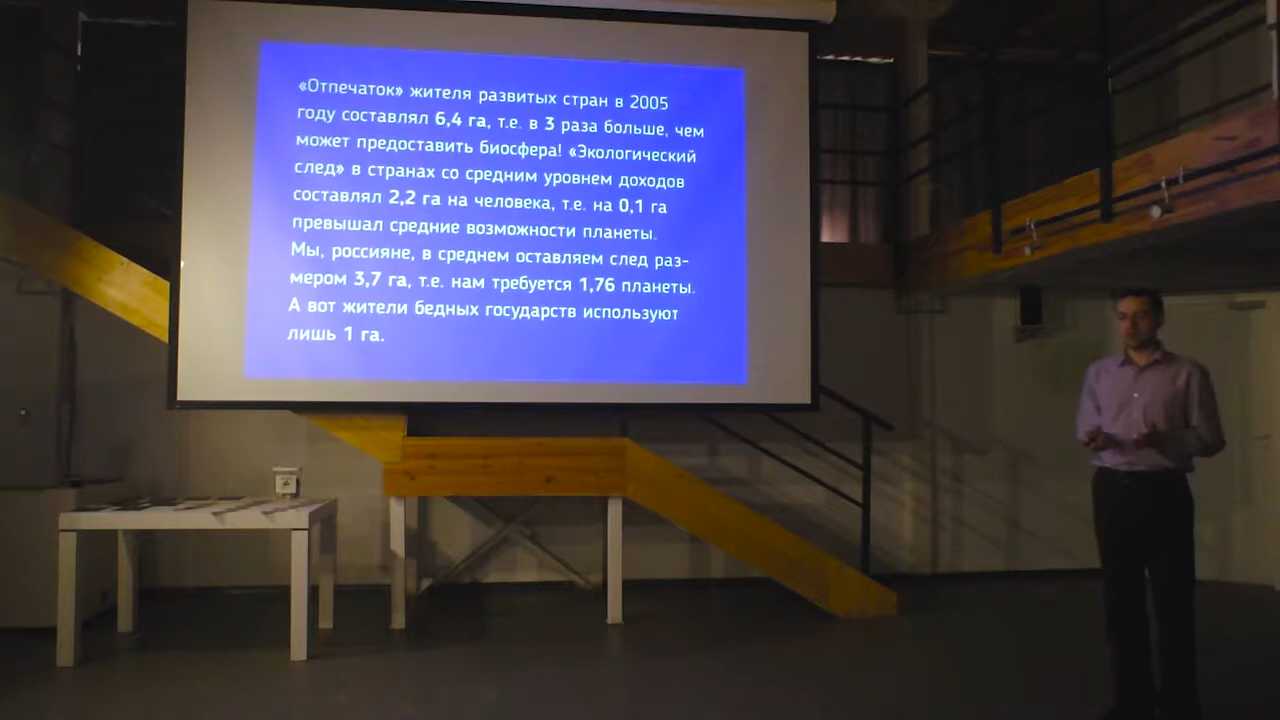 «Отпечаток» жителя развитых стран в 2005
году составлял 6,4 га, т.е. в 3 раза больше, чем
может предоставить биосфера! «Экологический
след» в странах со средним уровнем доходов
составлял 2,2 га на человека, т.е. на 0,1 га
превышал средние возможности планеты.
Мы, россияне, в среднем оставляем след раз-
мером 3,7 га, т.е. нам требуется 1,76 планеты.
А вот жители бедных государств используют
лишь 1 га.